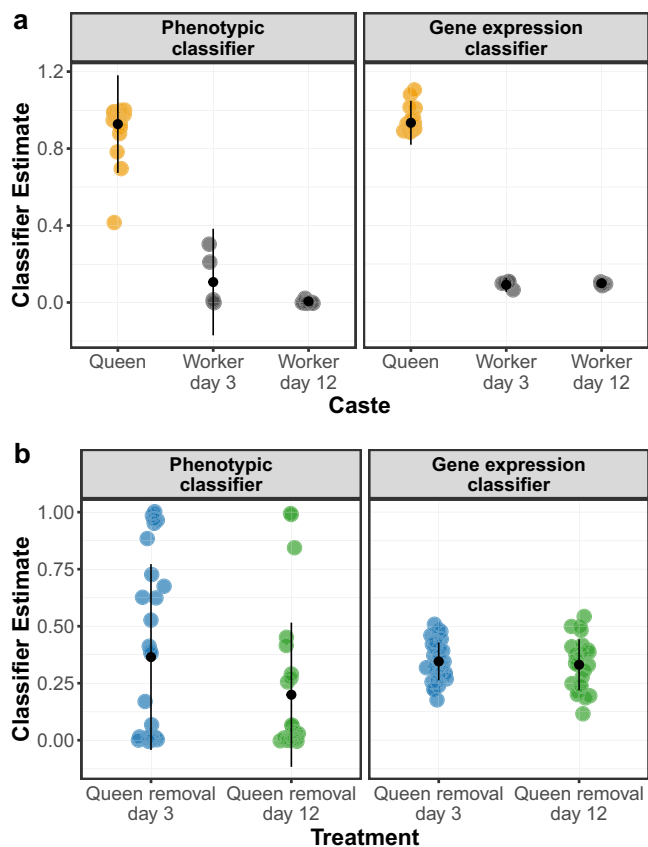 a
Phenotypic
classifier
Gene expression
classifier
Classifier Estimate
1.2
0.8
0.4
0.0
Queen
Worker
day 3
Worker
day 12
Queen
Worker
day 3
Worker
day 12
Caste
b
Phenotypic
classifier
Gene expression
classifier
Classifier Estimate
1.00
0.75
0.50
0.25
0.00
Queen removal
day 3
Queen removal
day 12
Queen removal
day 3
Queen removal
day 12
Treatment